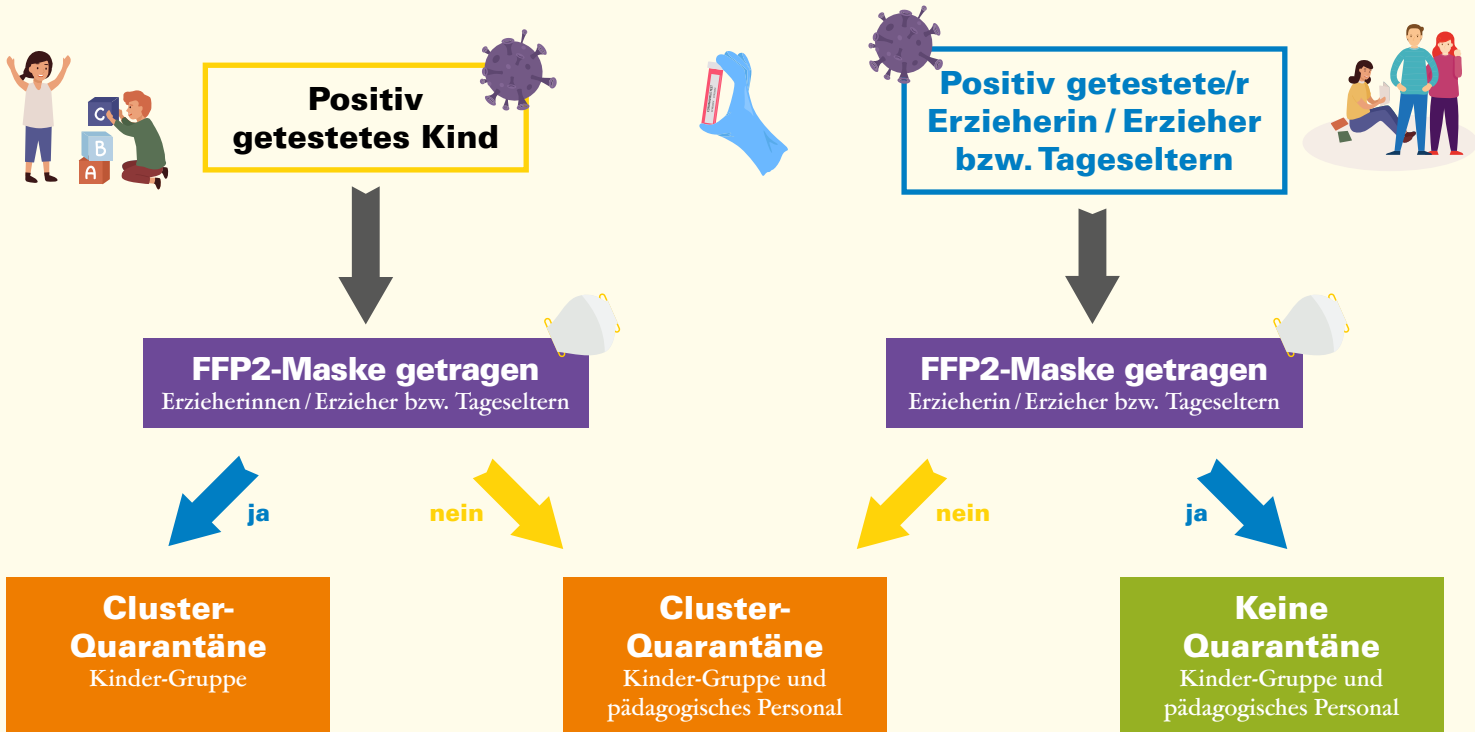 Positiv
getestetes Kind
Positiv getestete/r
Erzieherin / Erzieher
bzw. Tageseltern
C
B
A
FFP2-Maske getragen
Erzieherinnen / Erzieher bzw. Tageseltern
FFP2-Maske getragen
Erzieherin / Erzieher bzw. Tageseltern
ja
nein
nein
ja
Cluster-
Quarantäne
Kinder-Gruppe
Cluster-
Quarantäne
Kinder-Gruppe und
pädagogisches Personal
Keine
Quarantäne
Kinder-Gruppe und
pädagogisches Personal